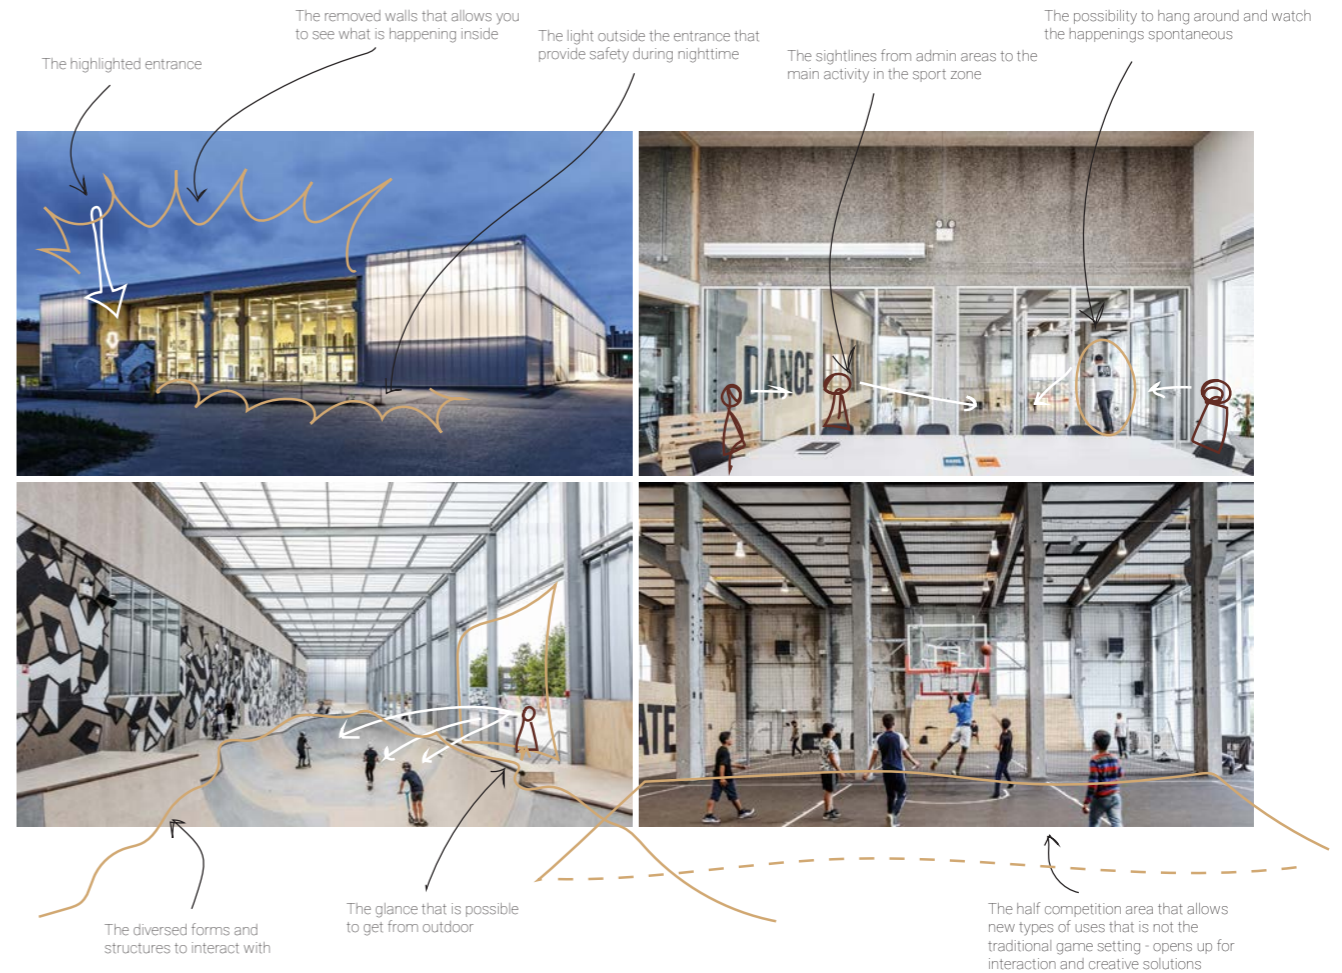 The removed walls that allows you
to see what is happening inside
The possibility to hang around and watch
the happenings spontaneous
The light outside the entrance that
provide safety during nighttime
The highlighted entrance
The sightlines from admin areas to the
main activity in the sport zone
DANCE
ATE
The glance that is possible
to get from outdoor
The diversed forms and
structures to interact with
The half competition area that allows
new types of uses that is not the
traditional game setting - opens up for
interaction and creative solutions